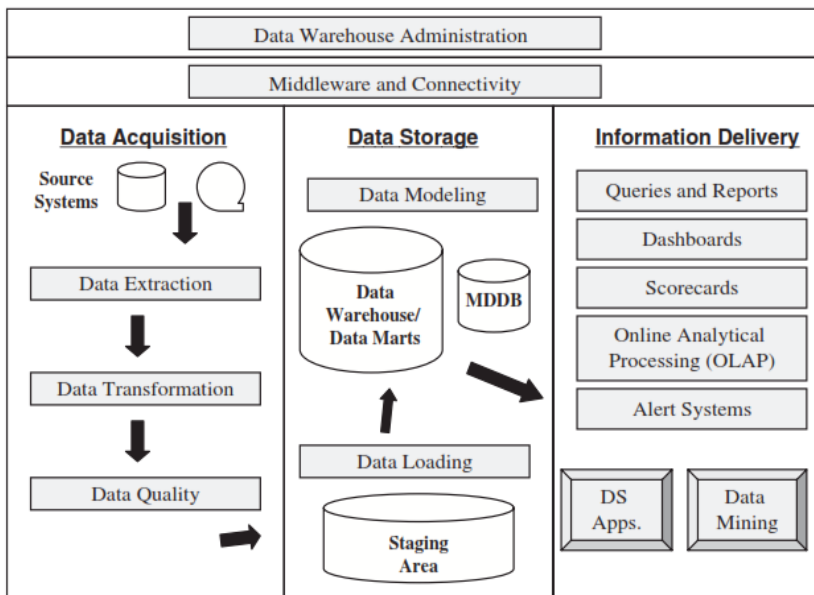 Data Warehouse Administration
Middleware and Connectivity
Data Acquisition
Source
Systems
Data Extraction
Data Transformation
Data Quality
Data Storage
Data Modeling
Data
Warehouse/
Data Marts
MDDB
Data Loading
Staging
Area
Information Delivery
Queries and Reports
Dashboards
Scorecards
Online Analytical
Processing (OLAP)
Alert Systems
DS
Apps.
Data
Mining